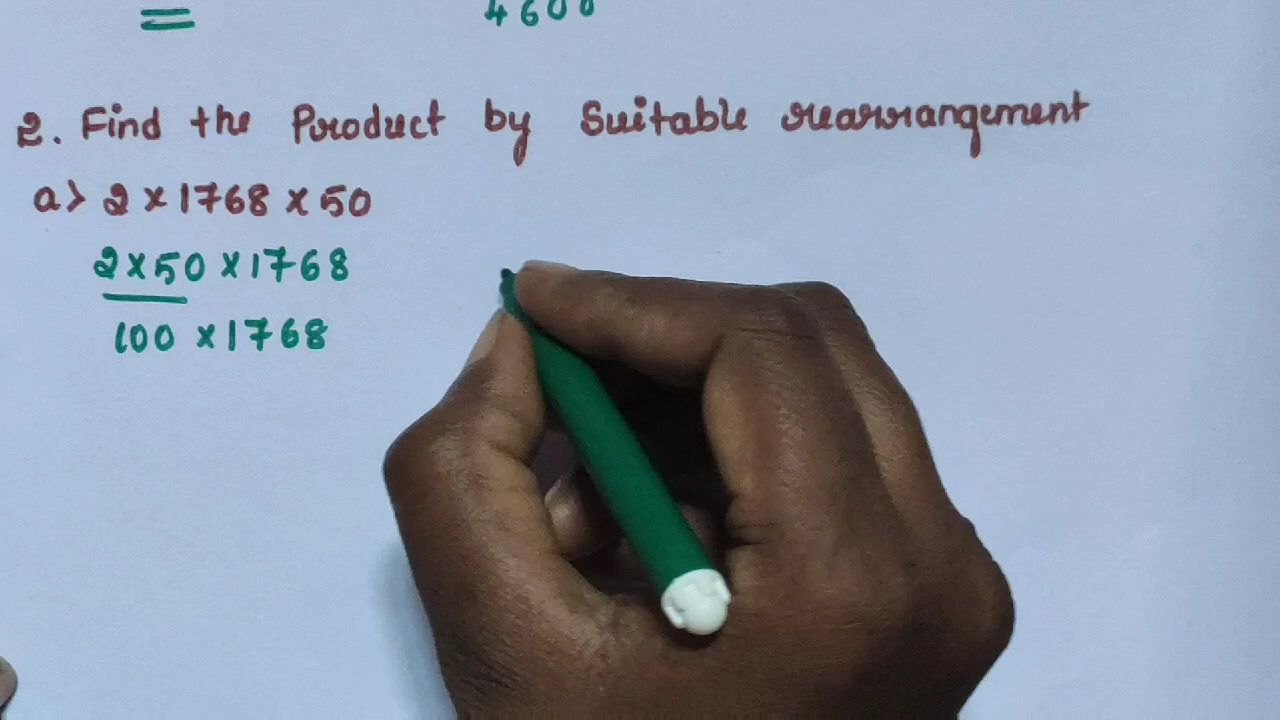 4600
2. Find the Product by Suitable rearrangement
a> 2 × 1768 × 50
2 × 50 × 1768
100 × 1768